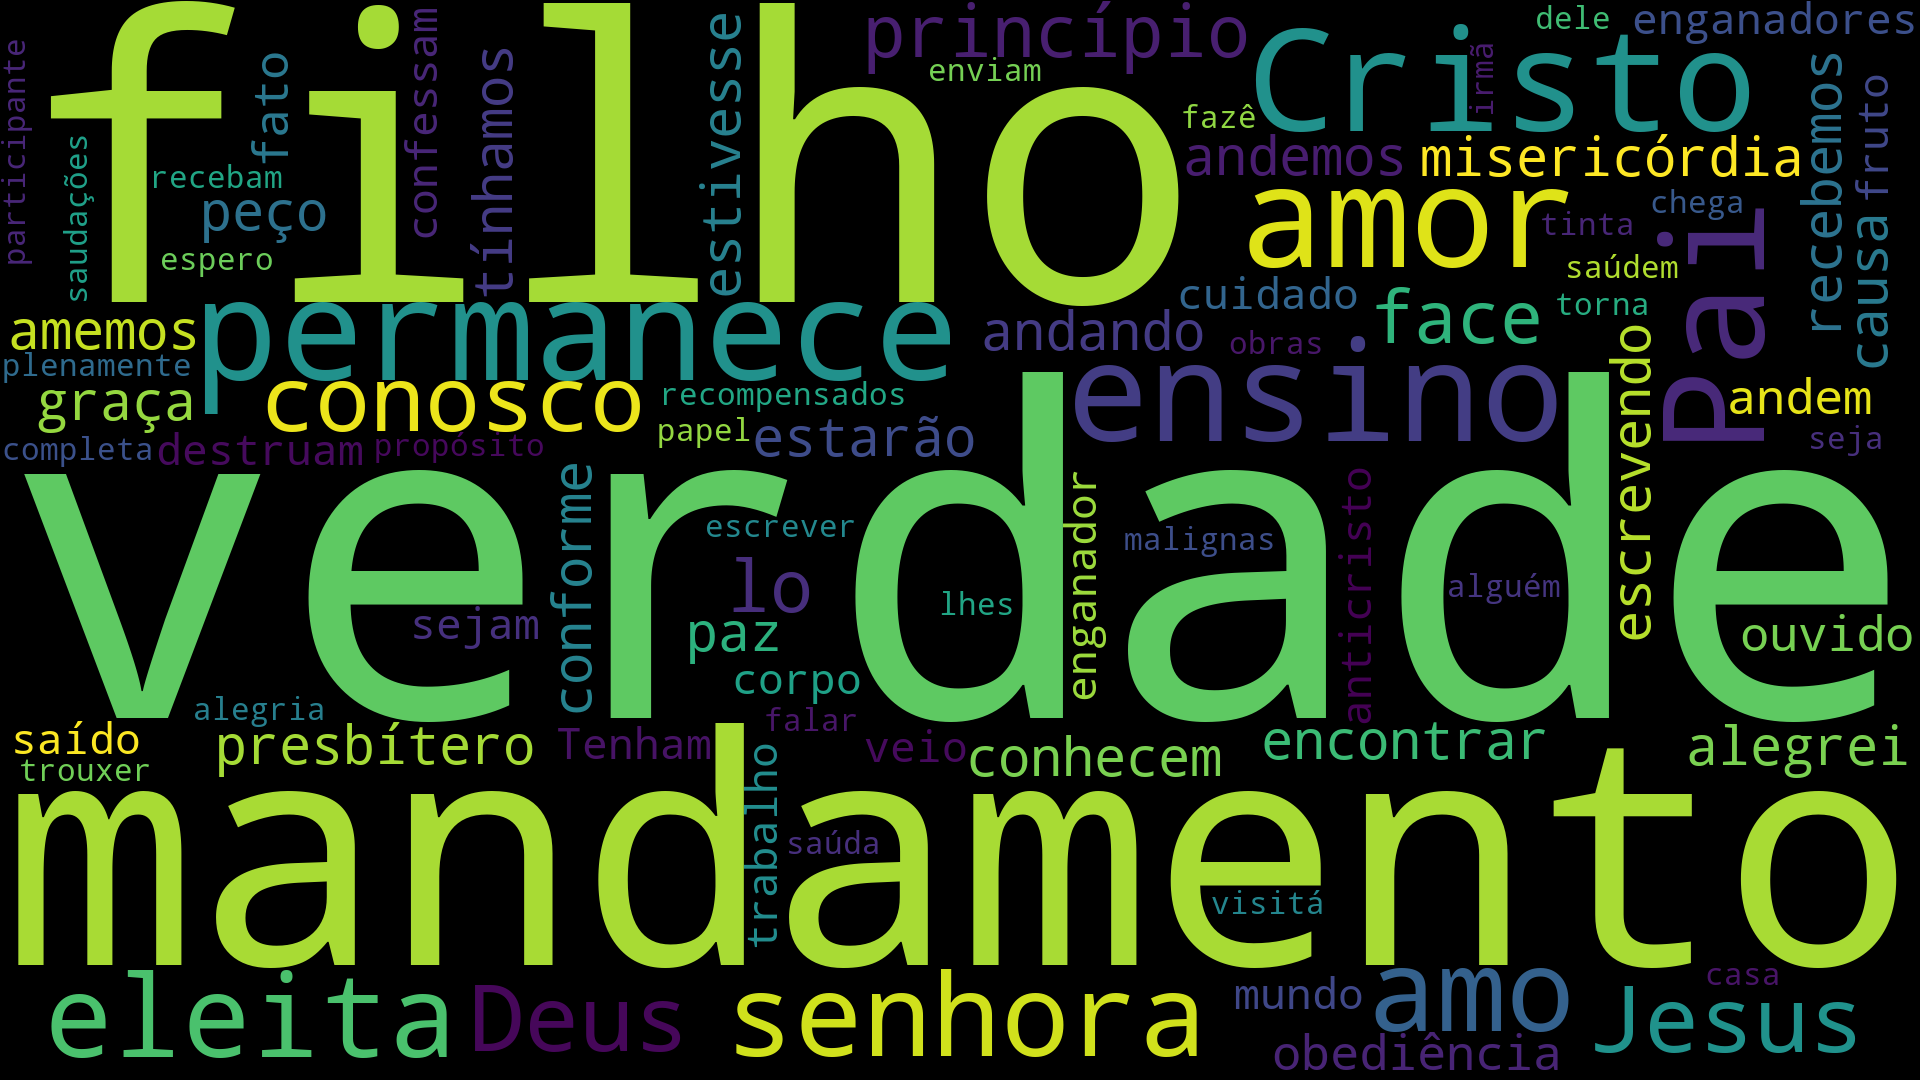 filho
verdade
mandamento
Cristo
amor
Pai
permanece
conosco
ensino
eleita
Deus
senhora
amo
Jesus
princípio
enviam
dele
enganadores
irmã
fazê
andemos
misericórdia
recebemos
fruto
causa
participante
saudações
fato
recebam
peço
espero
confessam
tínhamos
estivesse
tinta
chega
saúdem
torna
cuidado
face
andando
obras
amemos
plenamente
graça
completa
destruam
propósito
recompensados
papel
estarão
escrevendo
andem
seja
conforme
escrever
lo
sejam
paz
lhes
corpo
enganador
malignas
anticristo
alguém
ouvido
alegria
saído
trouxer
presbítero
Tenham
falar
veio
conhecem
encontrar
alegrei
trabalho
saúda
visitá
mundo
obediência
casa